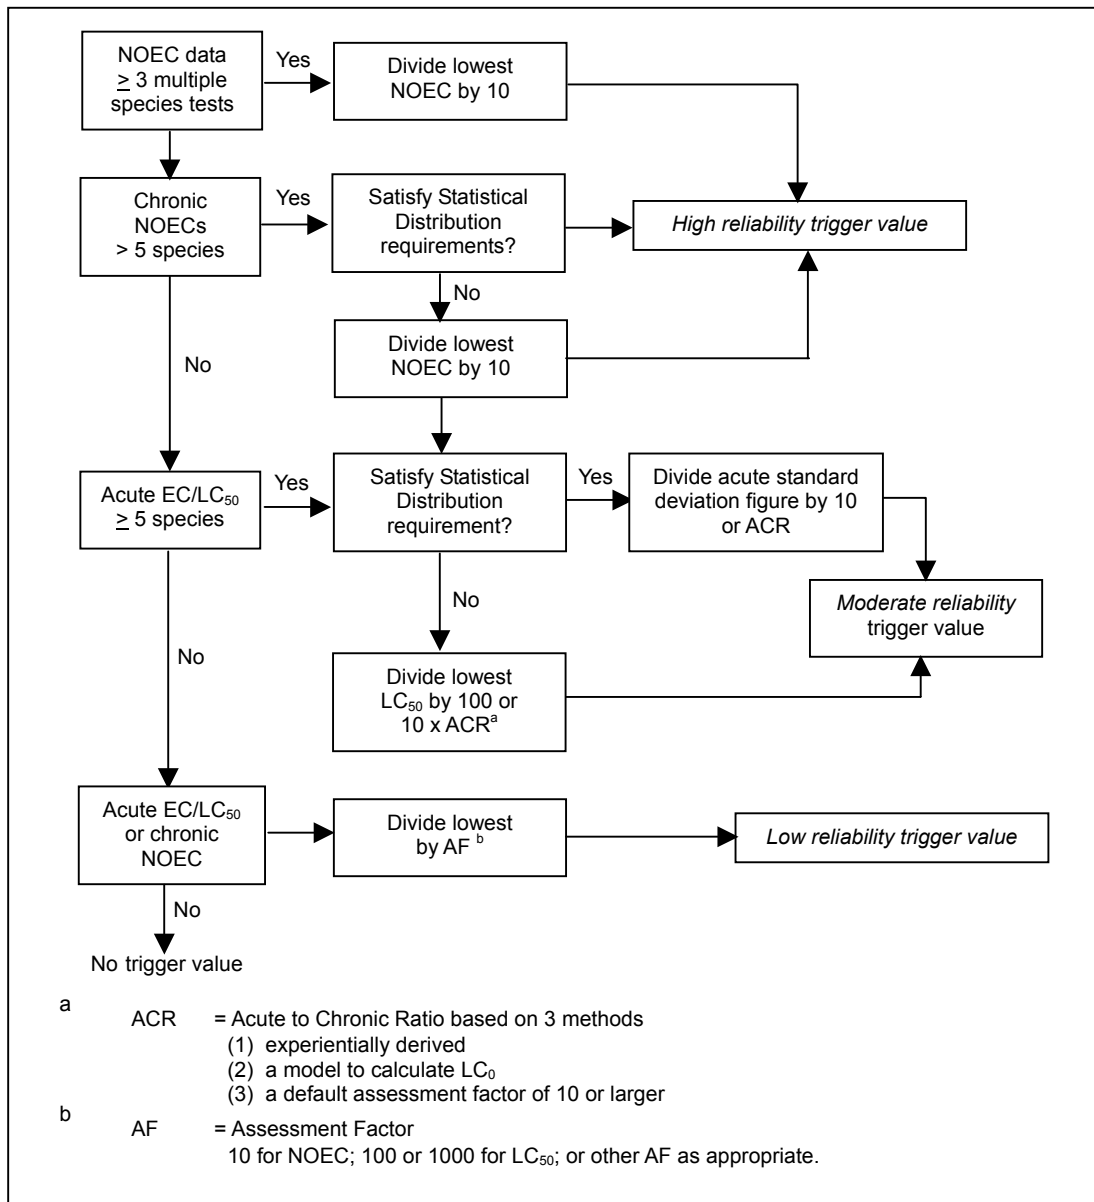 NOEC data
≥ 3 multiple
species tests
Yes
Divide lowest
NOEC by 10
Chronic
NOECs
> 5 species
Yes
Satisfy Statistical
Distribution
requirements?
High reliability trigger value
No
Divide lowest
NOEC by 10
No
Acute EC/LC₅₀
≥ 5 species
Yes
Satisfy Statistical
Distribution
requirement?
Yes
Divide acute standard
deviation figure by 10
or ACR
No
Moderate reliability
trigger value
No
Divide lowest
LC₅₀ by 100 or
10 x ACRᵃ
Acute EC/LC₅₀
or chronic
NOEC
Divide lowest
by AF ᵇ
Low reliability trigger value
No
No trigger value
a
ACR = Acute to Chronic Ratio based on 3 methods
(1) experientially derived
(2) a model to calculate LC₀
(3) a default assessment factor of 10 or larger
b
AF = Assessment Factor
10 for NOEC; 100 or 1000 for LC₅₀; or other AF as appropriate.